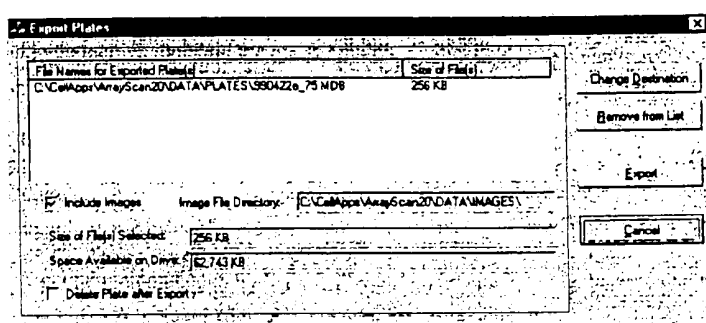 Export Plates
File Names for Exported Plate(s) Size of File(s)
C:\CellApps\ArrayScan20\DATA\PLATES\990422a_75.MDB 256 KB
Change Destination
Remove from List
Export
Include Images Image File Directory: C:\CellApps\ArrayScan20\DATA\IMAGES\
Cancel
Size of File(s) Selected: 256 KB
Space Available on Drive: 62,743 KB
Delete Plate after Export